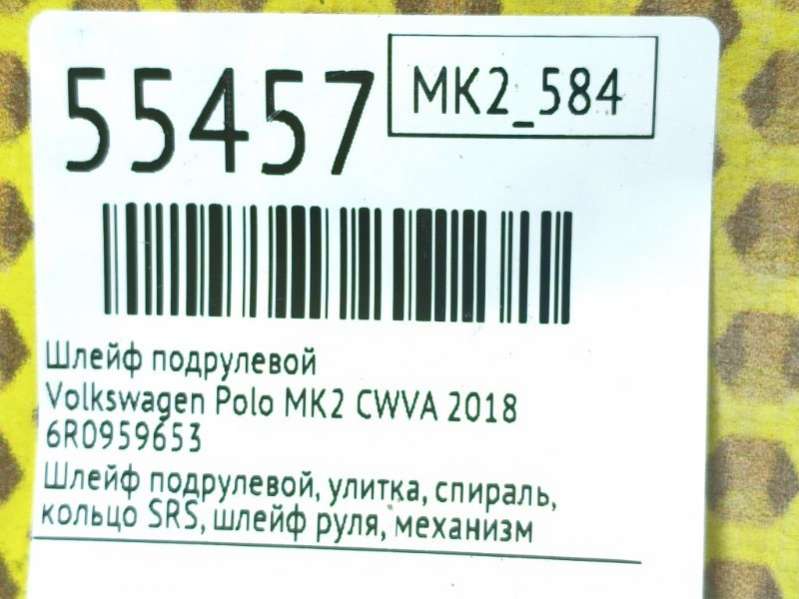 55457
MK2_584
Шлейф подрулевой
Volkswagen Polo MK2 CWVA 2018
6R0959653
Шлейф подрулевой, улитка, спираль,
кольцо SRS, шлейф руля, механизм